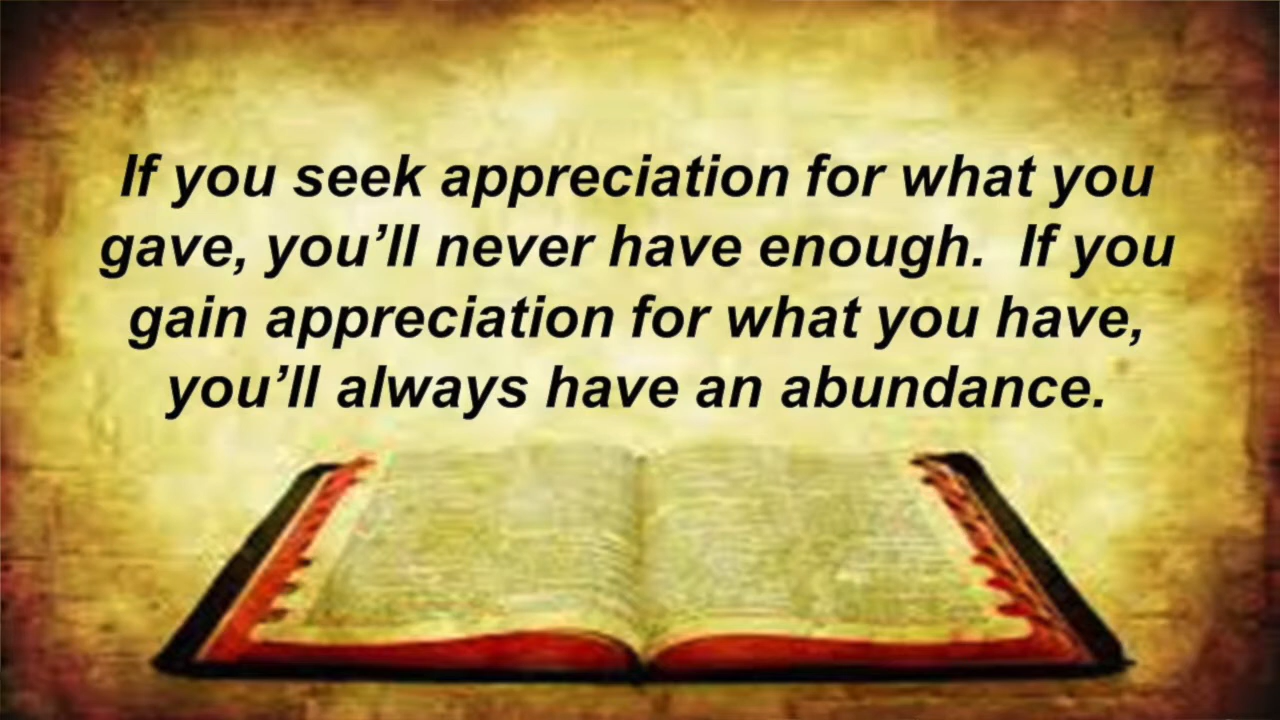 If you seek appreciation for what you
gave, you’ll never have enough.  If you
gain appreciation for what you have,
you’ll always have an abundance.